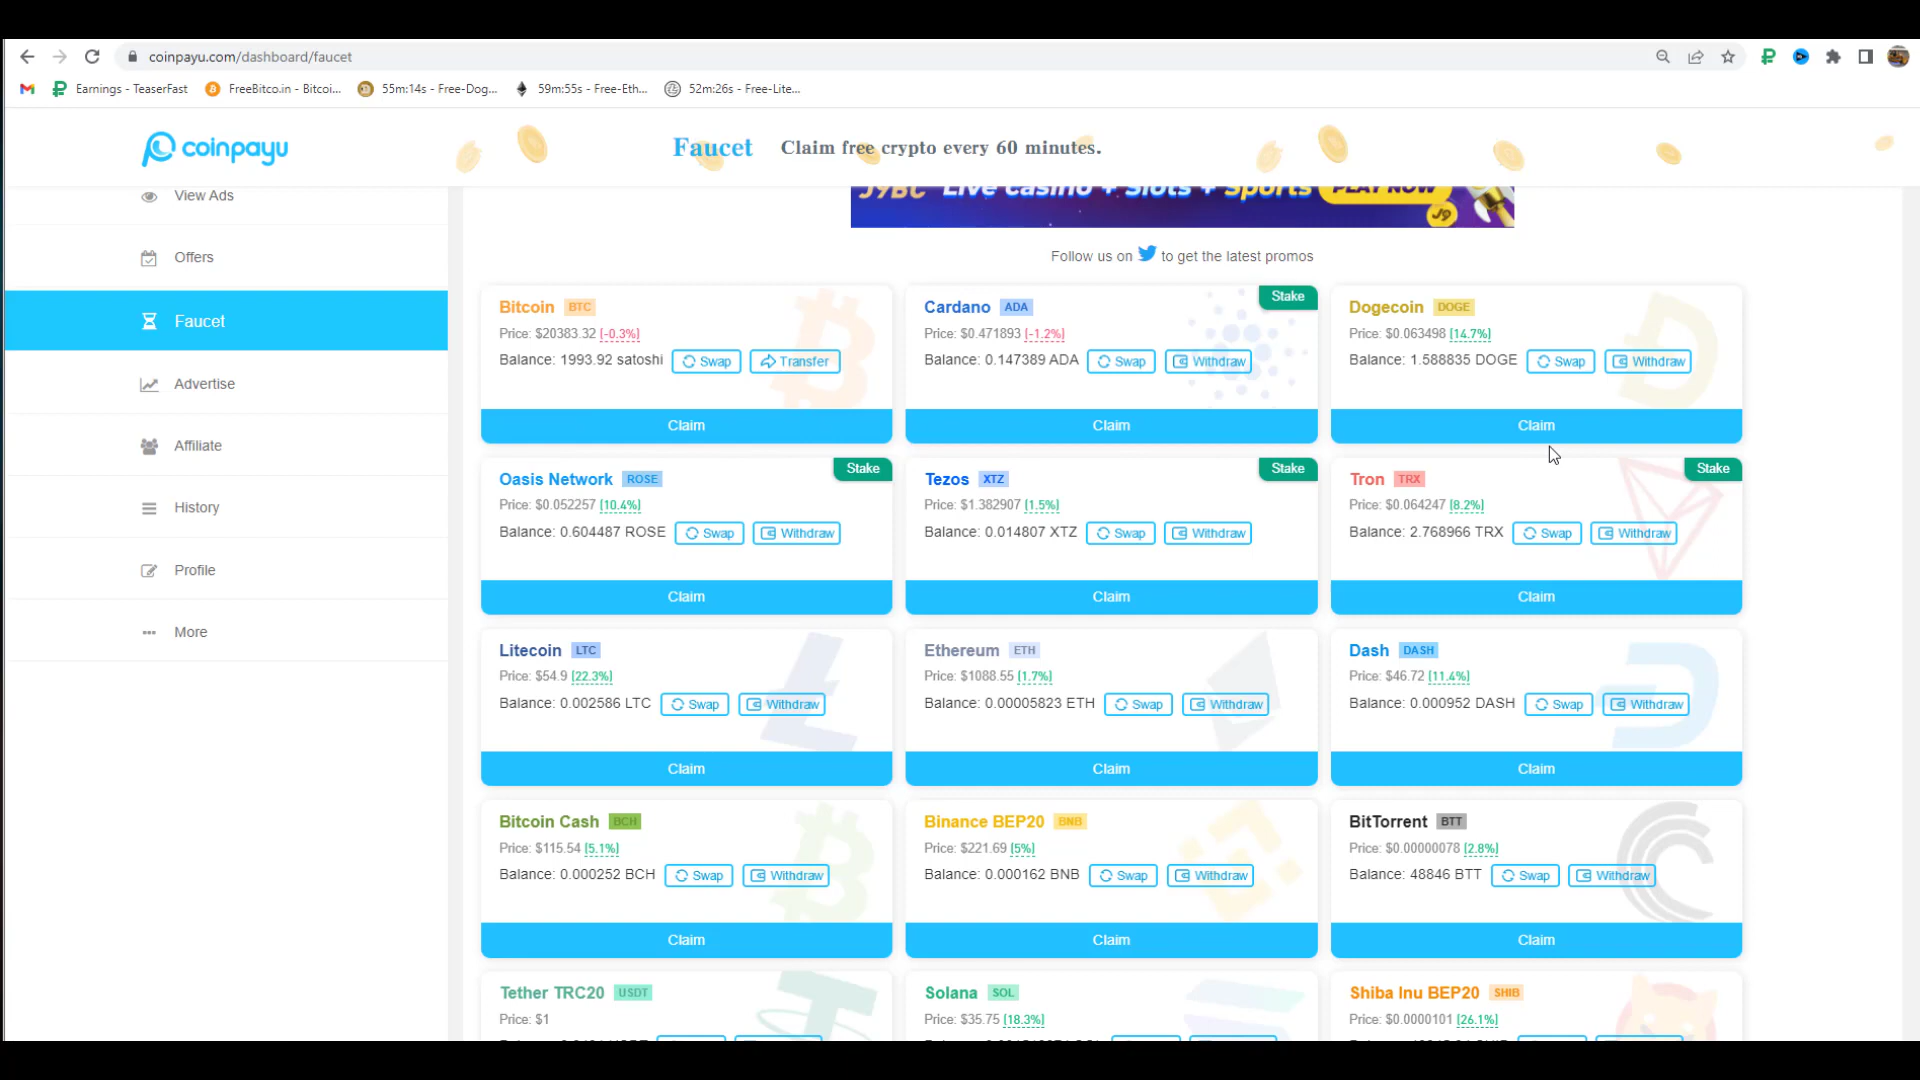 coinpayu.com/dashboard/faucet
Earnings - TeaserFast
FreeBitco.in - Bitcoi...
55m:14s - Free-Dog...
59m:55s - Free-Eth...
52m:26s - Free-Lite...
coinpayu
Faucet
Claim free crypto every 60 minutes.
View Ads
Offers
Faucet
Advertise
Affiliate
History
Profile
More
J9BC Live casino + Slots + Sports PLAY NOW
J9
Follow us on to get the latest promos
Bitcoin BTC
Price: $20383.32 (-0.3%)
Balance: 1993.92 satoshi Swap Transfer
Claim
Cardano ADA
Stake
Price: $0.471893 (-1.2%)
Balance: 0.147389 ADA Swap Withdraw
Claim
Dogecoin DOGE
Price: $0.063498 (14.7%)
Balance: 1.588835 DOGE Swap Withdraw
Claim
Oasis Network ROSE
Stake
Price: $0.052257 (10.4%)
Balance: 0.604487 ROSE Swap Withdraw
Claim
Tezos XTZ
Stake
Price: $1.382907 (1.5%)
Balance: 0.014807 XTZ Swap Withdraw
Claim
Tron TRX
Stake
Price: $0.064247 (8.2%)
Balance: 2.768966 TRX Swap Withdraw
Claim
Litecoin LTC
Price: $54.9 (22.3%)
Balance: 0.002586 LTC Swap Withdraw
Claim
Ethereum ETH
Price: $1088.55 (1.7%)
Balance: 0.00005823 ETH Swap Withdraw
Claim
Dash DASH
Price: $46.72 (11.4%)
Balance: 0.000952 DASH Swap Withdraw
Claim
Bitcoin Cash BCH
Price: $115.54 (5.1%)
Balance: 0.000252 BCH Swap Withdraw
Claim
Binance BEP20 BNB
Price: $221.69 (5%)
Balance: 0.000162 BNB Swap Withdraw
Claim
BitTorrent BTT
Price: $0.00000078 (2.8%)
Balance: 48846 BTT Swap Withdraw
Claim
Tether TRC20 USDT
Price: $1
Solana SOL
Price: $35.75 (18.3%)
Shiba Inu BEP20 SHIB
Price: $0.0000101 (26.1%)